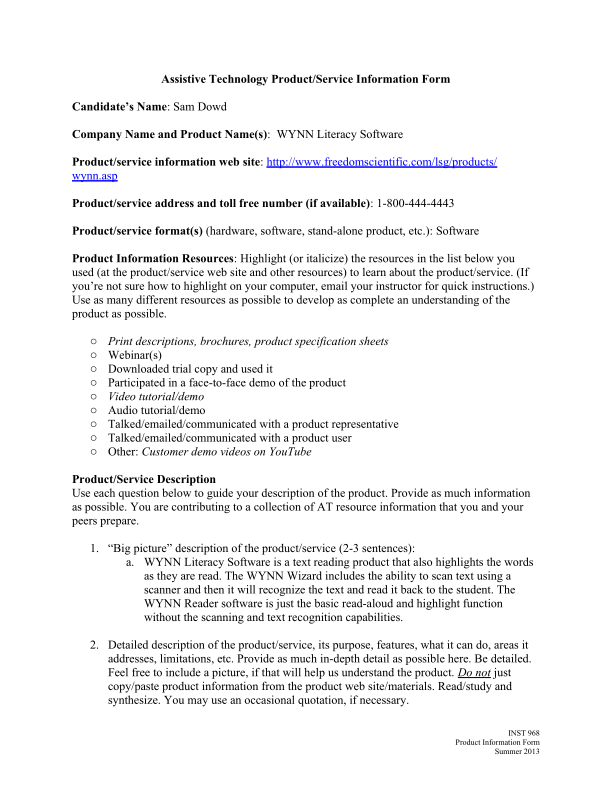 Assistive Technology Product/Service Information Form
Candidate’s Name: Sam Dowd
Company Name and Product Name(s):  WYNN Literacy Software
Product/service information web site: http://www.freedomscientific.com/lsg/products/
wynn.asp
Product/service address and toll free number (if available): 1-800-444-4443
Product/service format(s) (hardware, software, stand-alone product, etc.): Software
Product Information Resources: Highlight (or italicize) the resources in the list below you
used (at the product/service web site and other resources) to learn about the product/service. (If
you’re not sure how to highlight on your computer, email your instructor for quick instructions.)
Use as many different resources as possible to develop as complete an understanding of the
product as possible.
○ Print descriptions, brochures, product specification sheets
○ Webinar(s)
○ Downloaded trial copy and used it
○ Participated in a face-to-face demo of the product
○ Video tutorial/demo
○ Audio tutorial/demo
○ Talked/emailed/communicated with a product representative
○ Talked/emailed/communicated with a product user
○ Other: Customer demo videos on YouTube
Product/Service Description
Use each question below to guide your description of the product. Provide as much information
as possible. You are contributing to a collection of AT resource information that you and your
peers prepare.
1. “Big picture” description of the product/service (2-3 sentences):
a. WYNN Literacy Software is a text reading product that also highlights the words
as they are read. The WYNN Wizard includes the ability to scan text using a
scanner and then it will recognize the text and read it back to the student. The
WYNN Reader software is just the basic read-aloud and highlight function
without the scanning and text recognition capabilities.
2. Detailed description of the product/service, its purpose, features, what it can do, areas it
addresses, limitations, etc. Provide as much in-depth detail as possible here. Be detailed.
Feel free to include a picture, if that will help us understand the product. Do not just
copy/paste product information from the product web site/materials. Read/study and
synthesize. You may use an occasional quotation, if necessary.
INST 968
Product Information Form
Summer 2013